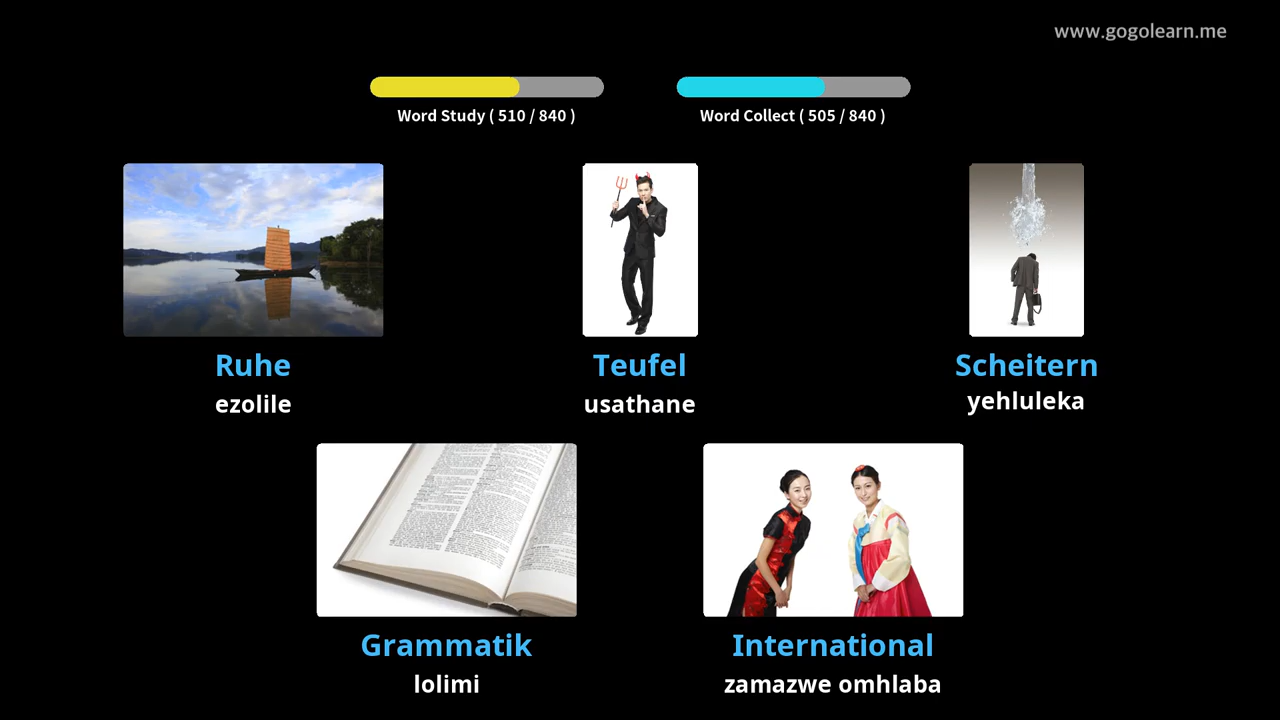 www.gogolearn.me
Word Study ( 510 / 840 )
Word Collect ( 505 / 840 )
Ruhe
ezolile
Teufel
usathane
Scheitern
yehluleka
Grammatik
lolimi
International
zamazwe omhlaba